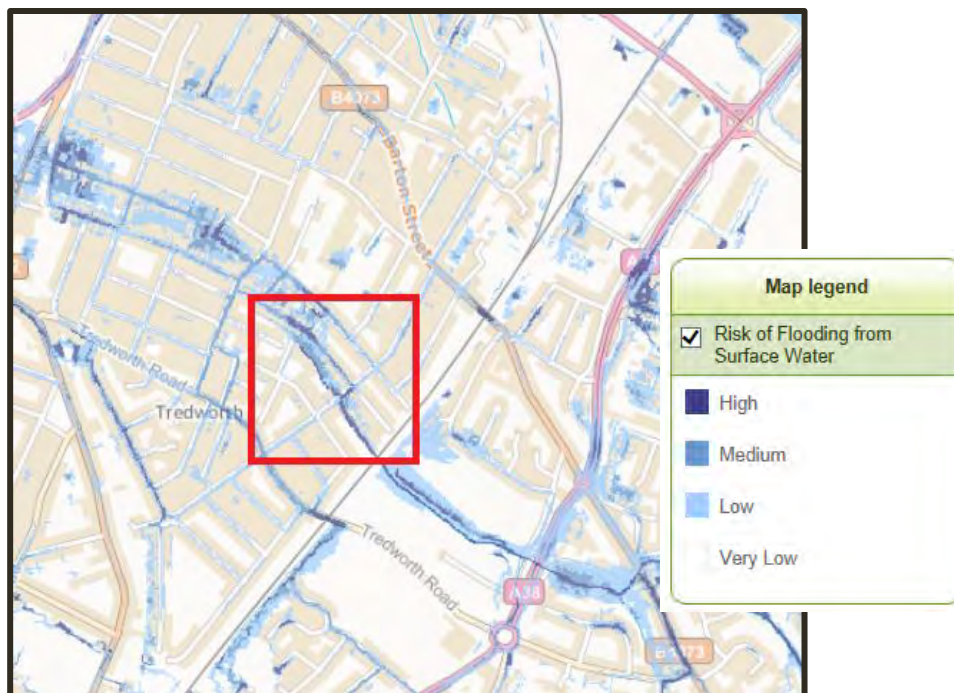 B4073
Barton Street
Tredworth Road
Tredworth
Tredworth Road
A38
Map legend
Risk of Flooding from
Surface Water
High
Medium
Low
Very Low